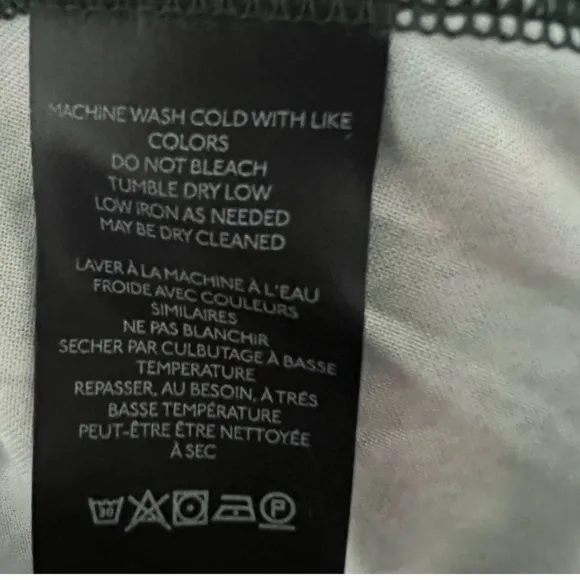 MACHINE WASH COLD WITH LIKE
COLORS
DO NOT BLEACH
TUMBLE DRY LOW
LOW IRON AS NEEDED
MAY BE DRY CLEANED
LAVER À LA MACHINE À L'EAU
FROIDE AVEC COULEURS
SIMILAIRES
NE PAS BLANCHIR
SECHER PAR CULBUTAGE À BASSE
TEMPERATURE
REPASSER, AU BESOIN, À TRÉS
BASSE TEMPÉRATURE
PEUT-ÊTRE ÊTRE NETTOYÉE
À SEC
30 P